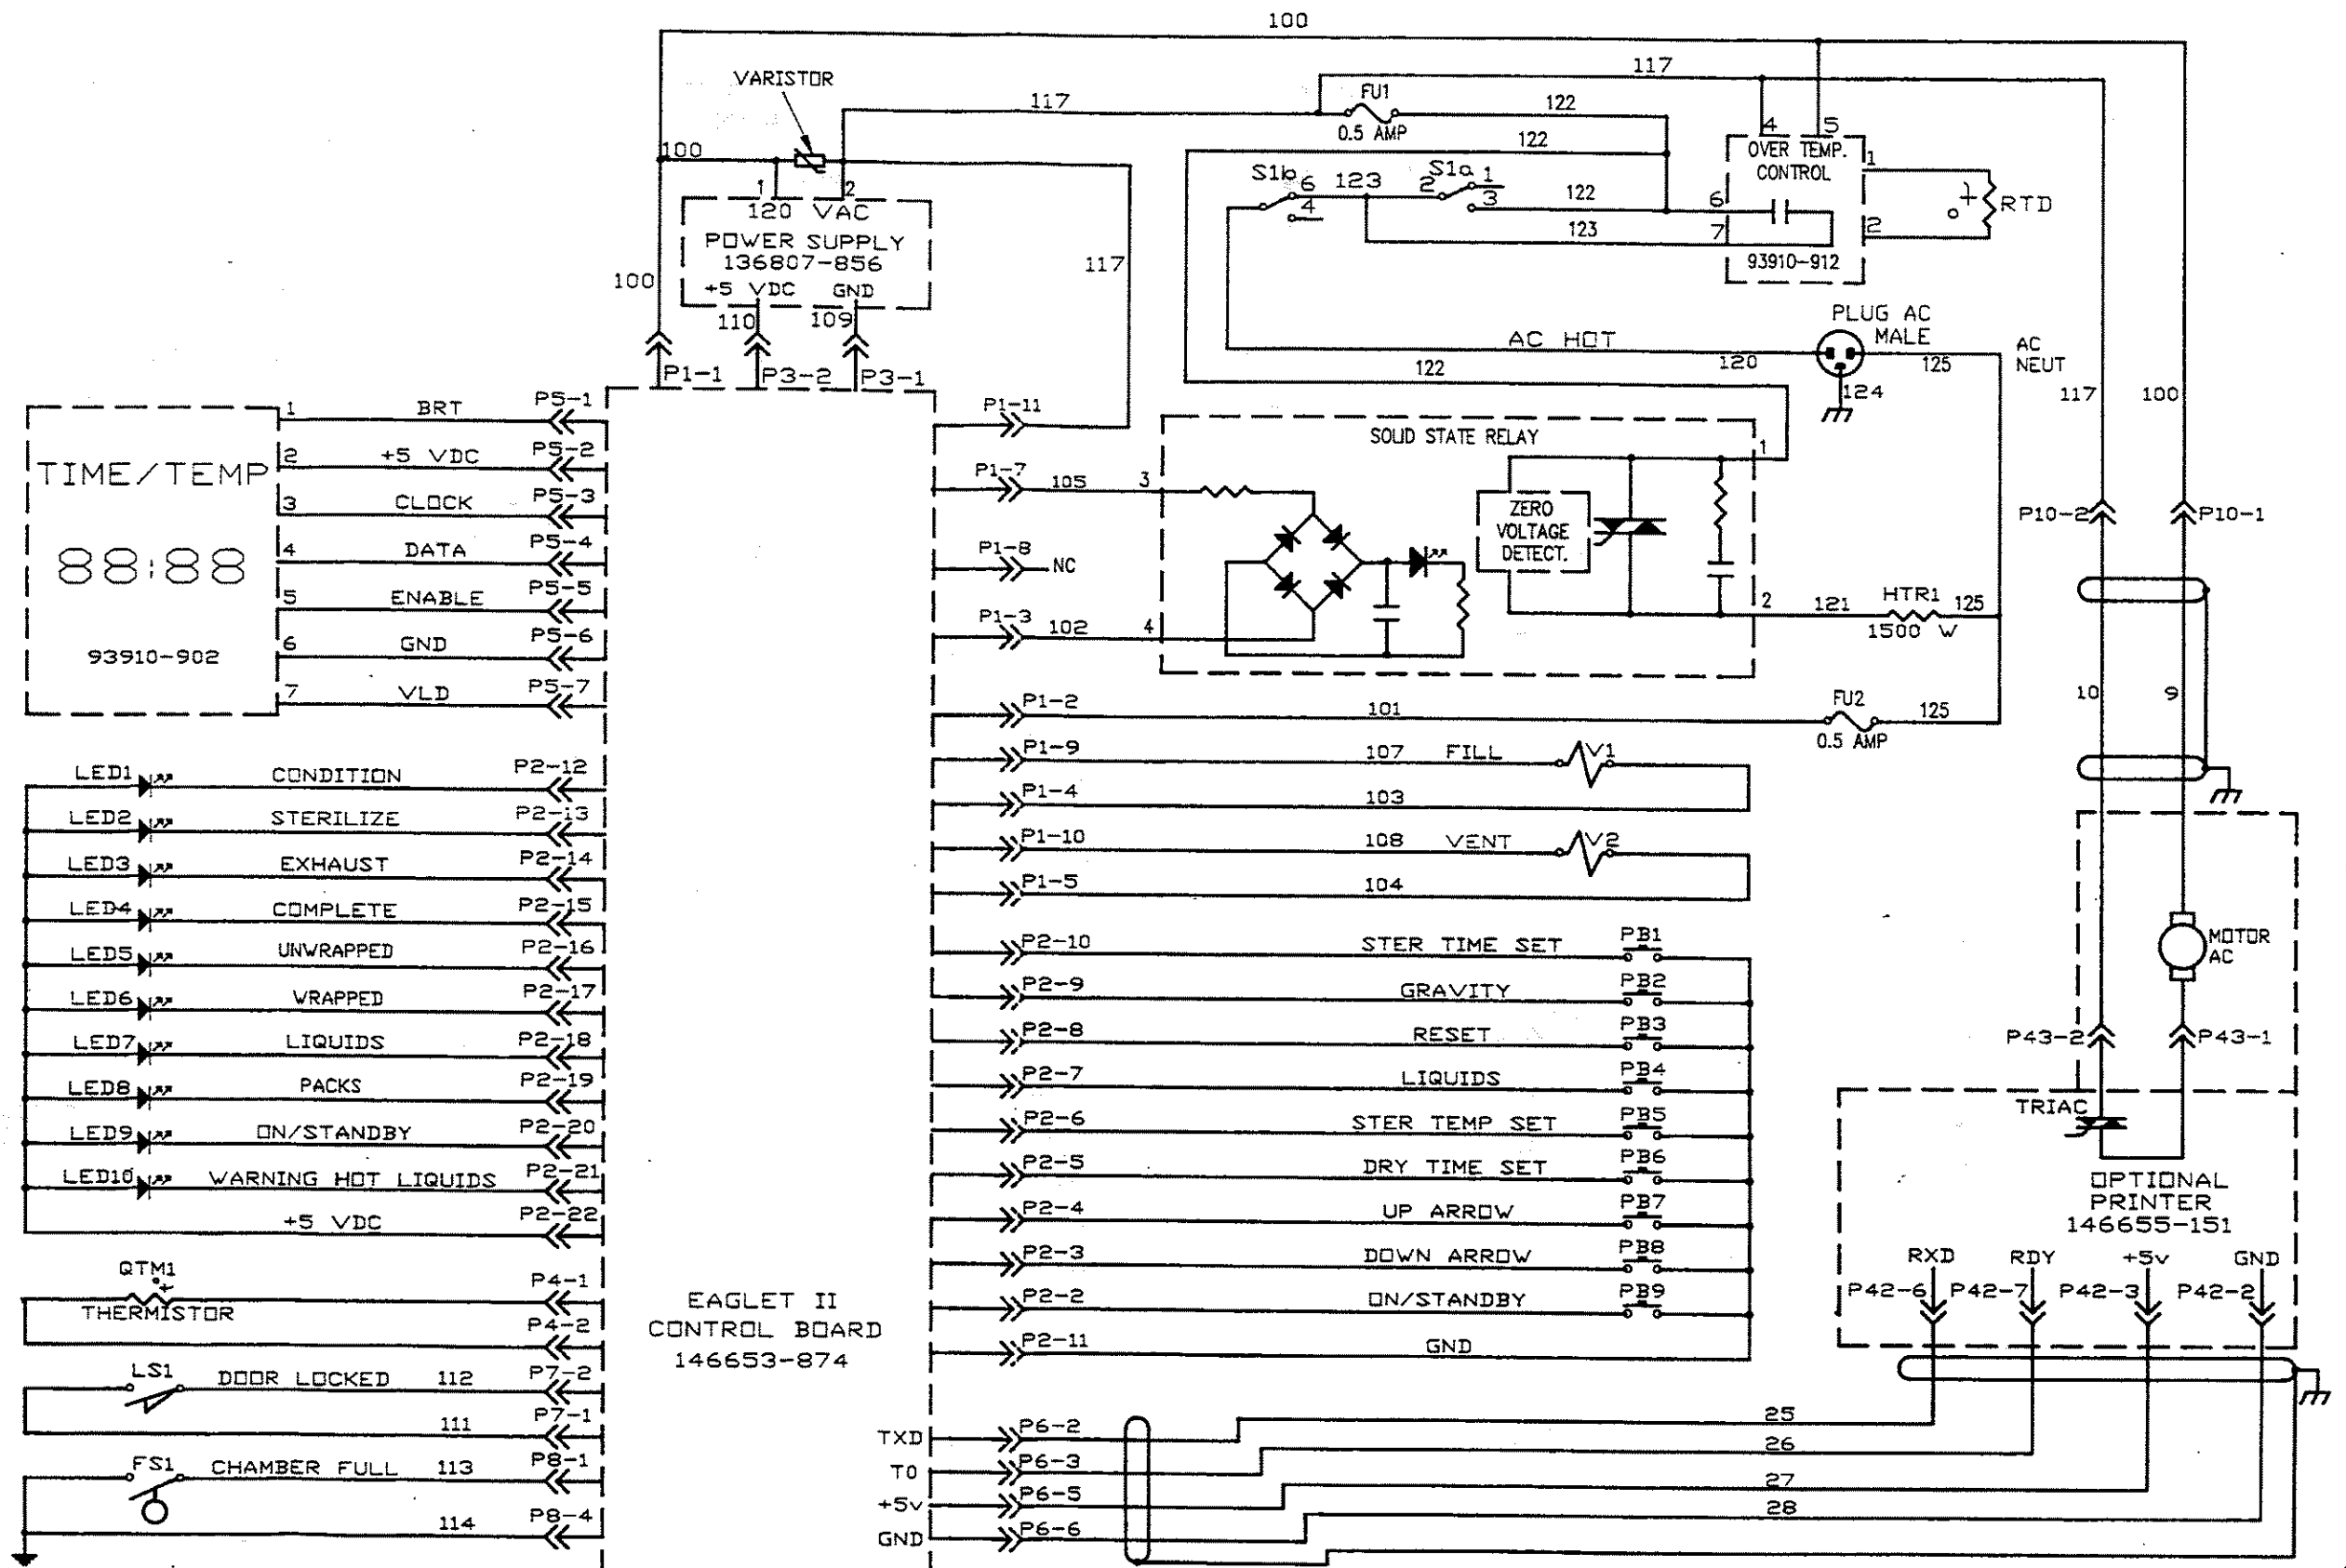 100
117
VARISTOR
117
FU1
0.5 AMP
122
122
100
1
2
120 VAC
POWER SUPPLY
136807-856
+5 VDC
GND
100
110
109
117
P1-1
P3-2
P3-1
S1b
6
4
123
S1a
2
1
3
122
123
4
5
OVER TEMP.
CONTROL
6
7
1
2
93910-912
+
RTD
PLUG AC
MALE
AC HOT
120
125
AC
NEUT
124
122
117
100
1
BRT
P5-1
2
+5 VDC
P5-2
3
CLOCK
P5-3
4
DATA
P5-4
5
ENABLE
P5-5
6
GND
P5-6
7
VLD
P5-7
TIME/TEMP
88:88
93910-902
P1-11
P1-7
105
3
P1-8
NC
P1-3
102
4
SOLID STATE RELAY
ZERO
VOLTAGE
DETECT.
1
2
121
HTR1
1500 W
125
P10-2
P10-1
10
9
P1-2
101
FU2
0.5 AMP
125
P1-9
107
FILL
V1
P1-4
103
P1-10
108
VENT
V2
P1-5
104
LED1
CONDITION
P2-12
LED2
STERILIZE
P2-13
LED3
EXHAUST
P2-14
LED4
COMPLETE
P2-15
LED5
UNWRAPPED
P2-16
LED6
WRAPPED
P2-17
LED7
LIQUIDS
P2-18
LED8
PACKS
P2-19
LED9
ON/STANDBY
P2-20
LED10
WARNING HOT LIQUIDS
P2-21
+5 VDC
P2-22
P2-10
STER TIME SET
PB1
P2-9
GRAVITY
PB2
P2-8
RESET
PB3
P2-7
LIQUIDS
PB4
P2-6
STER TEMP SET
PB5
P2-5
DRY TIME SET
PB6
P2-4
UP ARROW
PB7
P2-3
DOWN ARROW
PB8
P2-2
ON/STANDBY
PB9
P2-11
GND
QTM1
THERMISTOR
P4-1
P4-2
LS1
DOOR LOCKED
112
P7-2
111
P7-1
FS1
CHAMBER FULL
113
P8-1
114
P8-4
EAGLET II
CONTROL BOARD
146653-874
MOTOR
AC
P43-2
P43-1
TRIAC
OPTIONAL
PRINTER
146655-151
RXD
RDY
+5v
GND
P42-6
P42-7
P42-3
P42-2
TXD
P6-2
25
T0
P6-3
26
+5v
P6-5
27
GND
P6-6
28